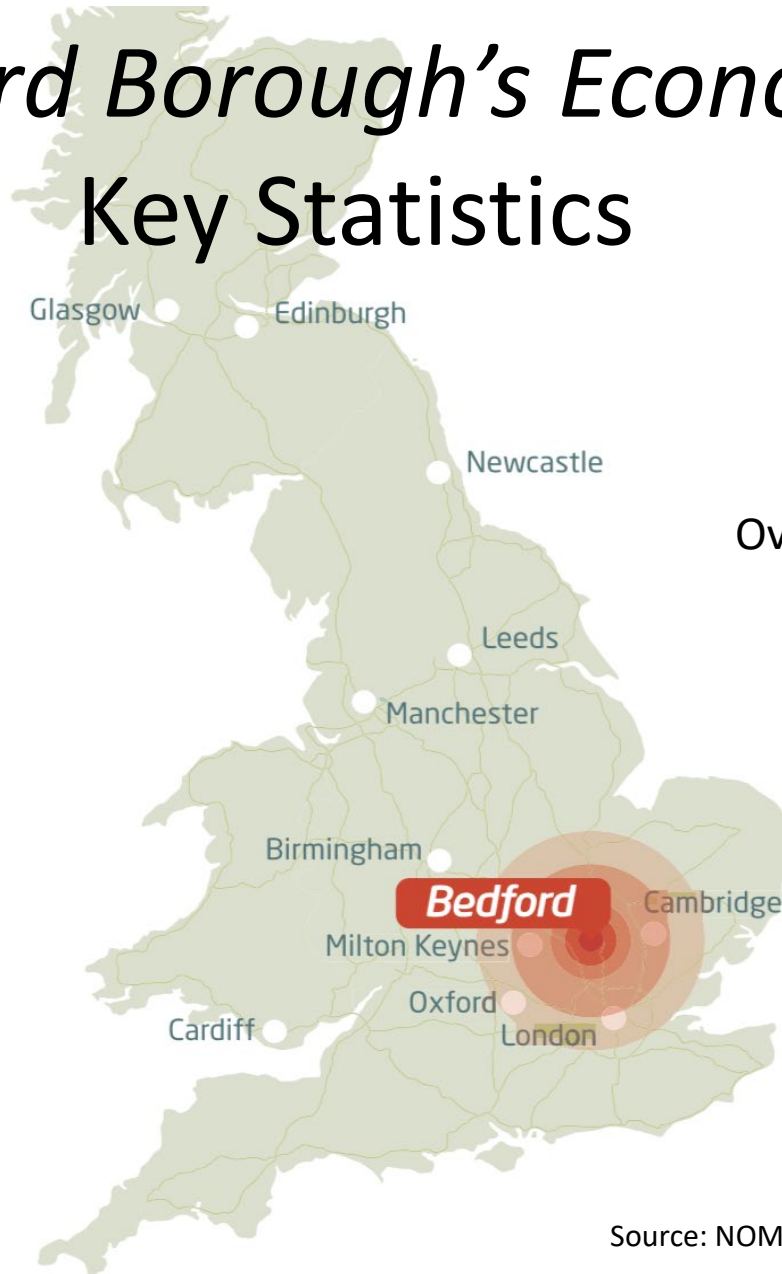 rd Borough’s Econo
Key Statistics
Glasgow
Edinburgh
Newcastle
Ov
Leeds
Manchester
Birmingham
Bedford
Cambridge
Milton Keynes
Oxford
Cardiff
London
Source: NOM